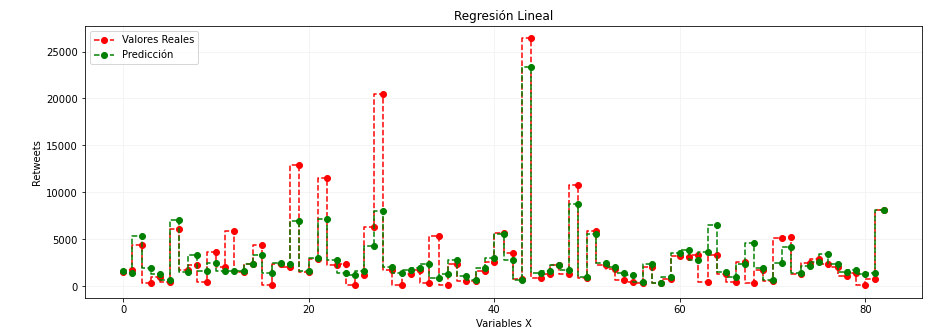 Regresión Lineal
Valores Reales
Predicción
25000
20000
15000
10000
5000
0
Retweets
0 20 40 60 80
Variables X